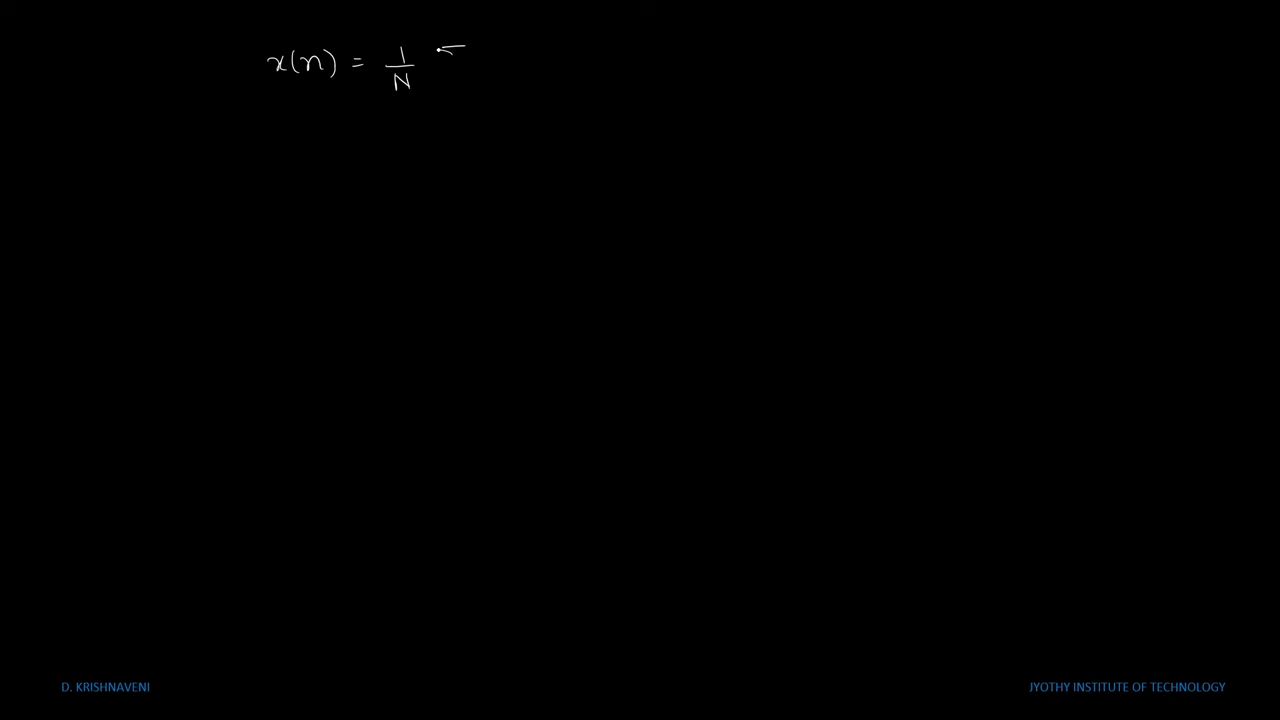 x(n) = 1/N
D. KRISHNAVENI
JYOTHY INSTITUTE OF TECHNOLOGY